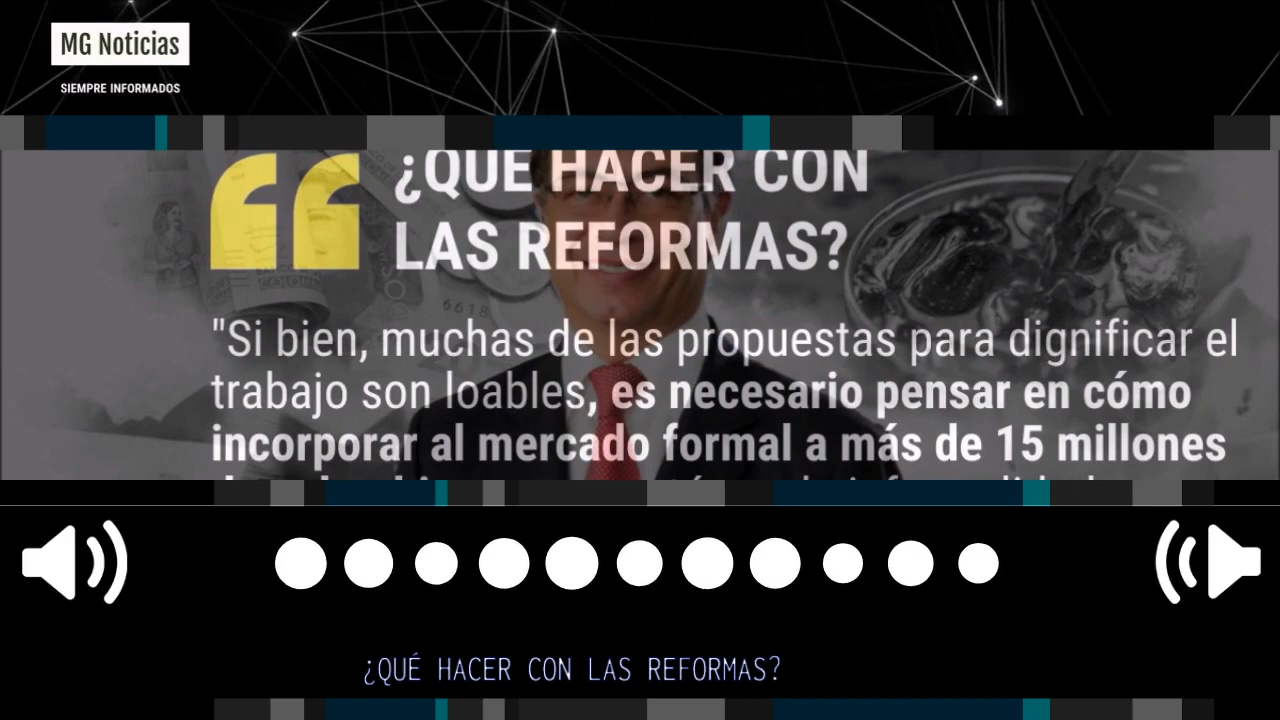 MG Noticias
SIEMPRE INFORMADOS
¿QUÉ HACER CON
LAS REFORMAS?
"Si bien, muchas de las propuestas para dignificar el
trabajo son loables, es necesario pensar en cómo
incorporar al mercado formal a más de 15 millones
6618
¿QUÉ HACER CON LAS REFORMAS?